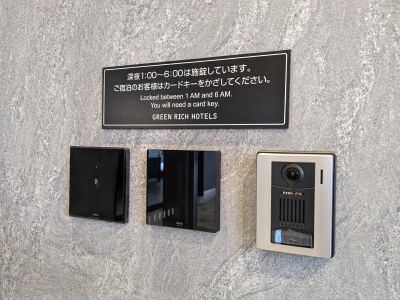 深夜1:00～6:00は施錠しています。
ご宿泊のお客様はカードキーをかざしてください。
Locked between 1 AM and 6 AM.
You will need a card key.
GREEN RICH HOTELS